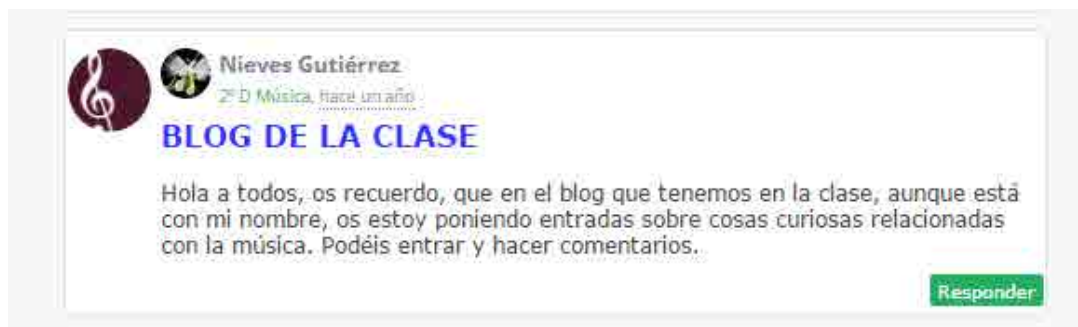 Nieves Gutiérrez
2º D Música, hace un año
BLOG DE LA CLASE
Hola a todos, os recuerdo, que en el blog que tenemos en la clase, aunque está
con mi nombre, os estoy poniendo entradas sobre cosas curiosas relacionadas
con la música. Podéis entrar y hacer comentarios.
Responder